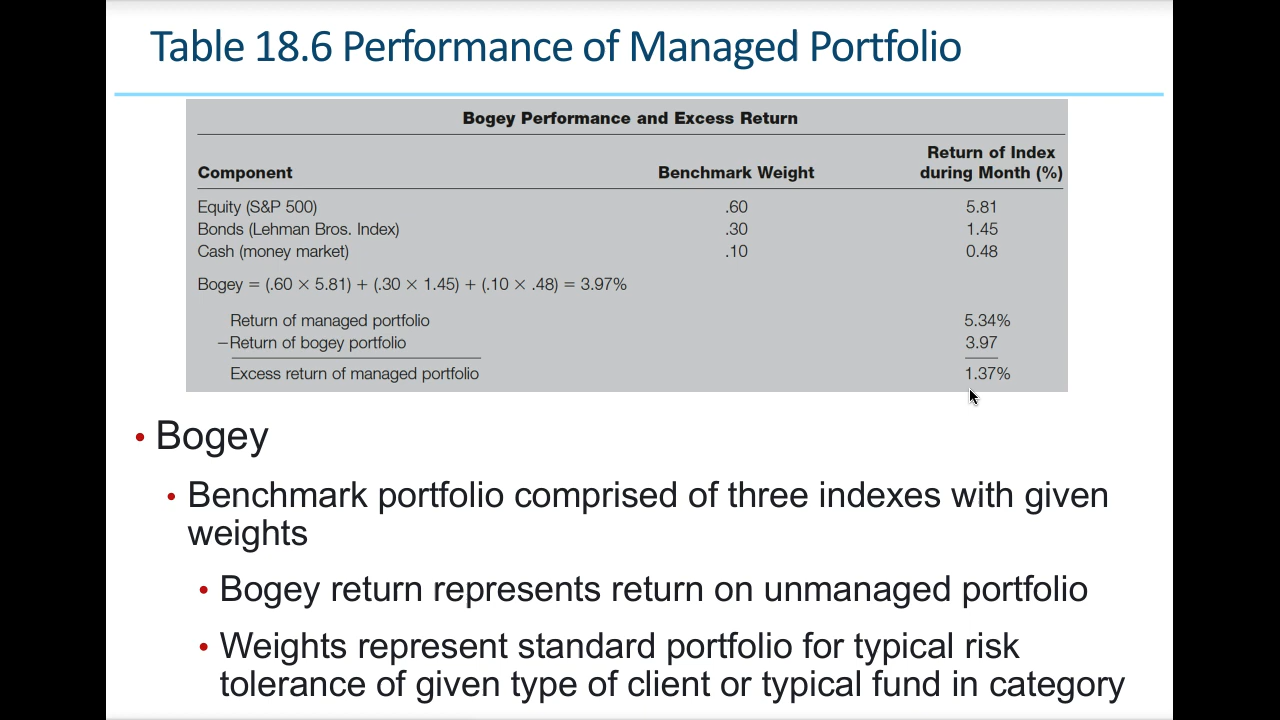 Table 18.6 Performance of Managed Portfolio
Bogey Performance and Excess Return
Return of Index
Component Benchmark Weight during Month (%)
Equity (S&P 500) .60 5.81
Bonds (Lehman Bros. Index) .30 1.45
Cash (money market) .10 0.48
Bogey = (.60 × 5.81) + (.30 × 1.45) + (.10 × .48) = 3.97%
Return of managed portfolio 5.34%
−Return of bogey portfolio 3.97
Excess return of managed portfolio 1.37%
• Bogey
• Benchmark portfolio comprised of three indexes with given
weights
• Bogey return represents return on unmanaged portfolio
• Weights represent standard portfolio for typical risk
tolerance of given type of client or typical fund in category